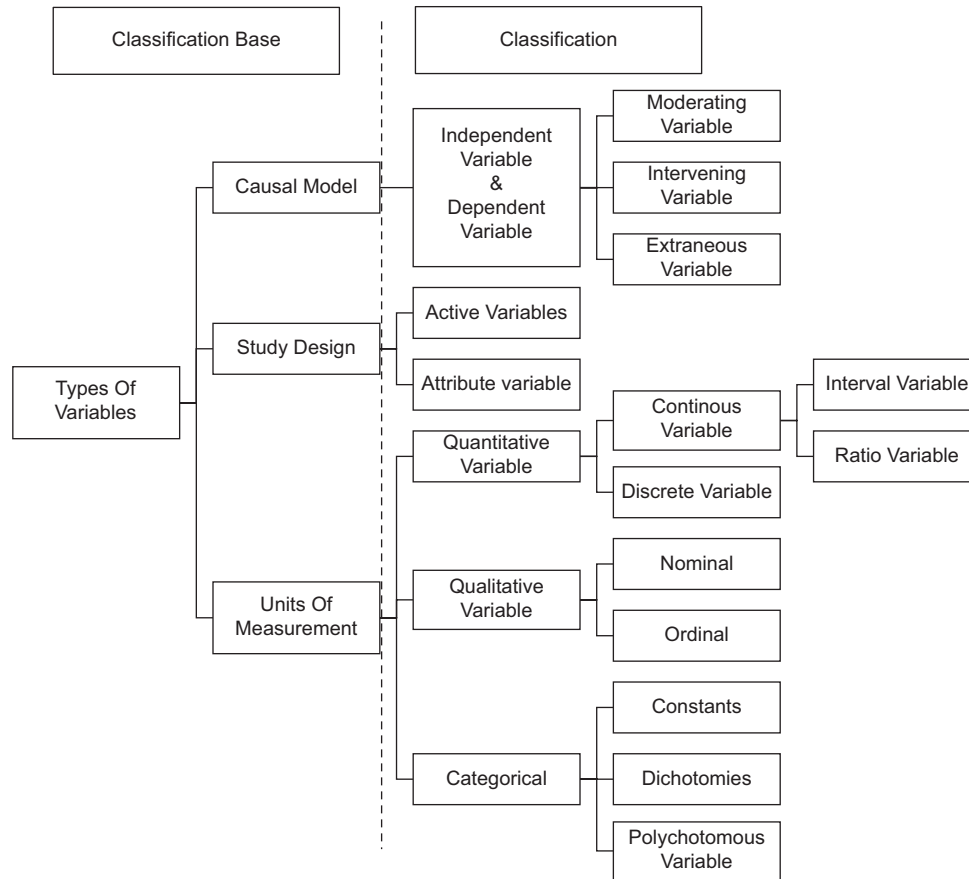 Classification Base
Classification
Types Of
Variables
Causal Model
Independent
Variable
&
Dependent
Variable
Moderating
Variable
Intervening
Variable
Extraneous
Variable
Study Design
Active Variables
Attribute variable
Units Of
Measurement
Quantitative
Variable
Continous
Variable
Interval Variable
Ratio Variable
Discrete Variable
Qualitative
Variable
Nominal
Ordinal
Categorical
Constants
Dichotomies
Polychotomous
Variable